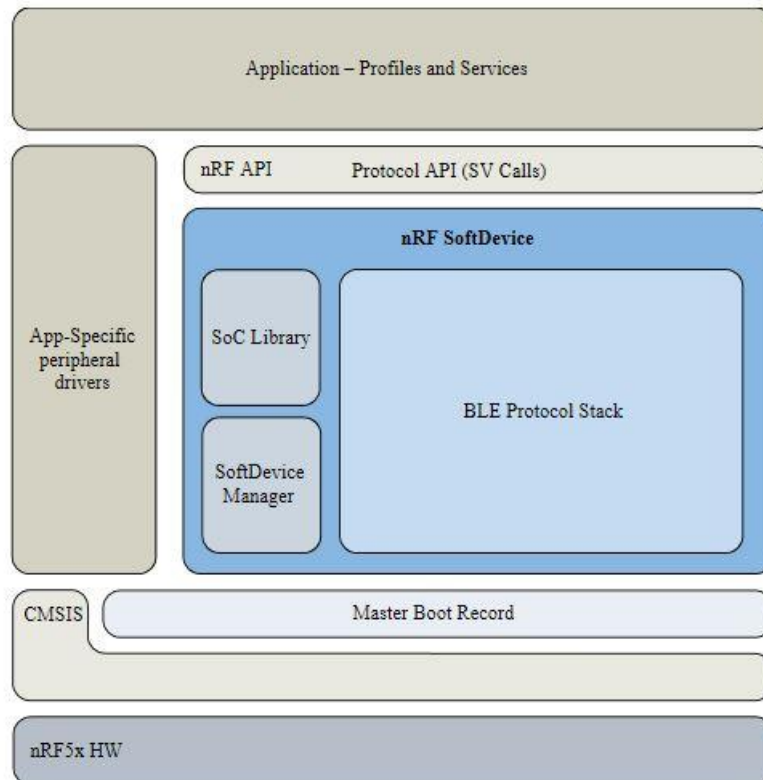 Application – Profiles and Services
nRF API
Protocol API (SV Calls)
nRF SoftDevice
App-Specific
peripheral
drivers
SoC Library
SoftDevice
Manager
BLE Protocol Stack
CMSIS
Master Boot Record
nRF5x HW